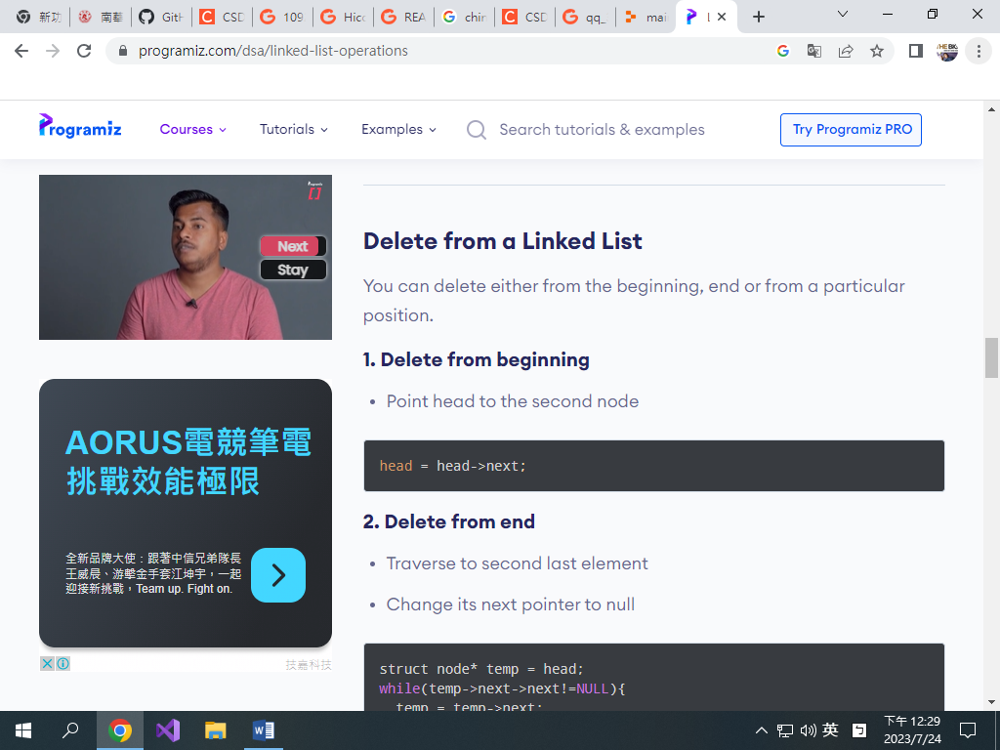 新功
南華
GitH
CSD
109
Hicc
REA
chin
CSD
qq_
mai
programiz.com/dsa/linked-list-operations
Programiz
Courses
Tutorials
Examples
Search tutorials & examples
Try Programiz PRO
Next
Stay
Delete from a Linked List
You can delete either from the beginning, end or from a particular
position.
1. Delete from beginning
• Point head to the second node
head = head->next;
2. Delete from end
• Traverse to second last element
• Change its next pointer to null
struct node* temp = head;
while(temp->next->next!=NULL){
temp = temp->next;
AORUS電競筆電
挑戰效能極限
全新品牌大使：跟著中信兄弟隊長
王威晨、游擊金手套江坤宇，一起
迎接新挑戰，Team up. Fight on.
技嘉科技
英
下午 12:29
2023/7/24